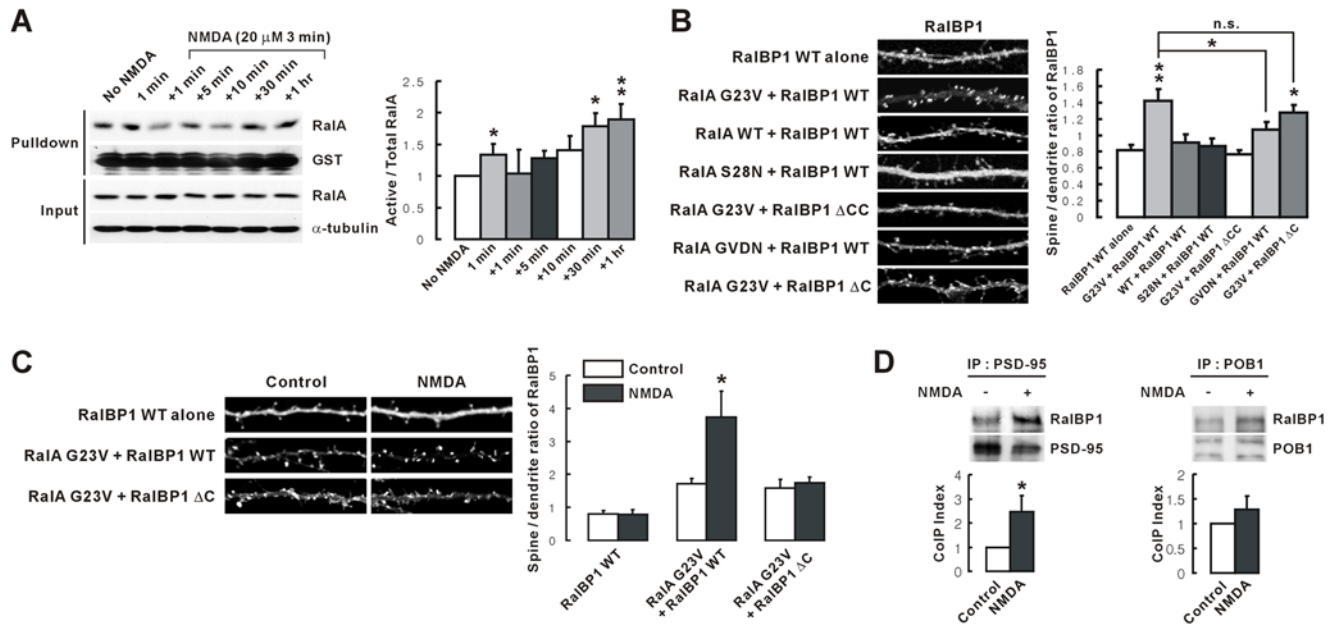 A
NMDA (20 μM 3 min)
No NMDA
1 min
+1 min
+5 min
+10 min
+30 min
+1 hr
Pulldown
RalA
GST
Input
RalA
α-tubulin
Active / Total RalA
2.5
2
1.5
1
0.5
0
*
*
**
No NMDA
1 min
+1 min
+5 min
+10 min
+30 min
+1 hr
B
RalBP1
RalBP1 WT alone
RalA G23V + RalBP1 WT
RalA WT + RalBP1 WT
RalA S28N + RalBP1 WT
RalA G23V + RalBP1 ΔCC
RalA GVDN + RalBP1 WT
RalA G23V + RalBP1 ΔC
Spine / dendrite ratio of RalBP1
n.s.
*
**
*
1.8
1.6
1.4
1.2
1
0.8
0.6
0.4
0.2
0
RalBP1 WT alone
G23V + RalBP1 WT
WT + RalBP1 WT
S28N + RalBP1 WT
G23V + RalBP1 ΔCC
GVDN + RalBP1 WT
G23V + RalBP1 ΔC
C
Control
NMDA
RalBP1 WT alone
RalA G23V + RalBP1 WT
RalA G23V + RalBP1 ΔC
Spine / dendrite ratio of RalBP1
5
4
3
2
1
0
Control
NMDA
*
RalBP1 WT
RalA G23V
+ RalBP1 WT
RalA G23V
+ RalBP1 ΔC
D
IP : PSD-95
NMDA - +
RalBP1
PSD-95
CoIP Index
4
3
2
1
0
*
Control
NMDA
IP : POB1
NMDA - +
RalBP1
POB1
CoIP Index
2
1.5
1
0.5
0
Control
NMDA